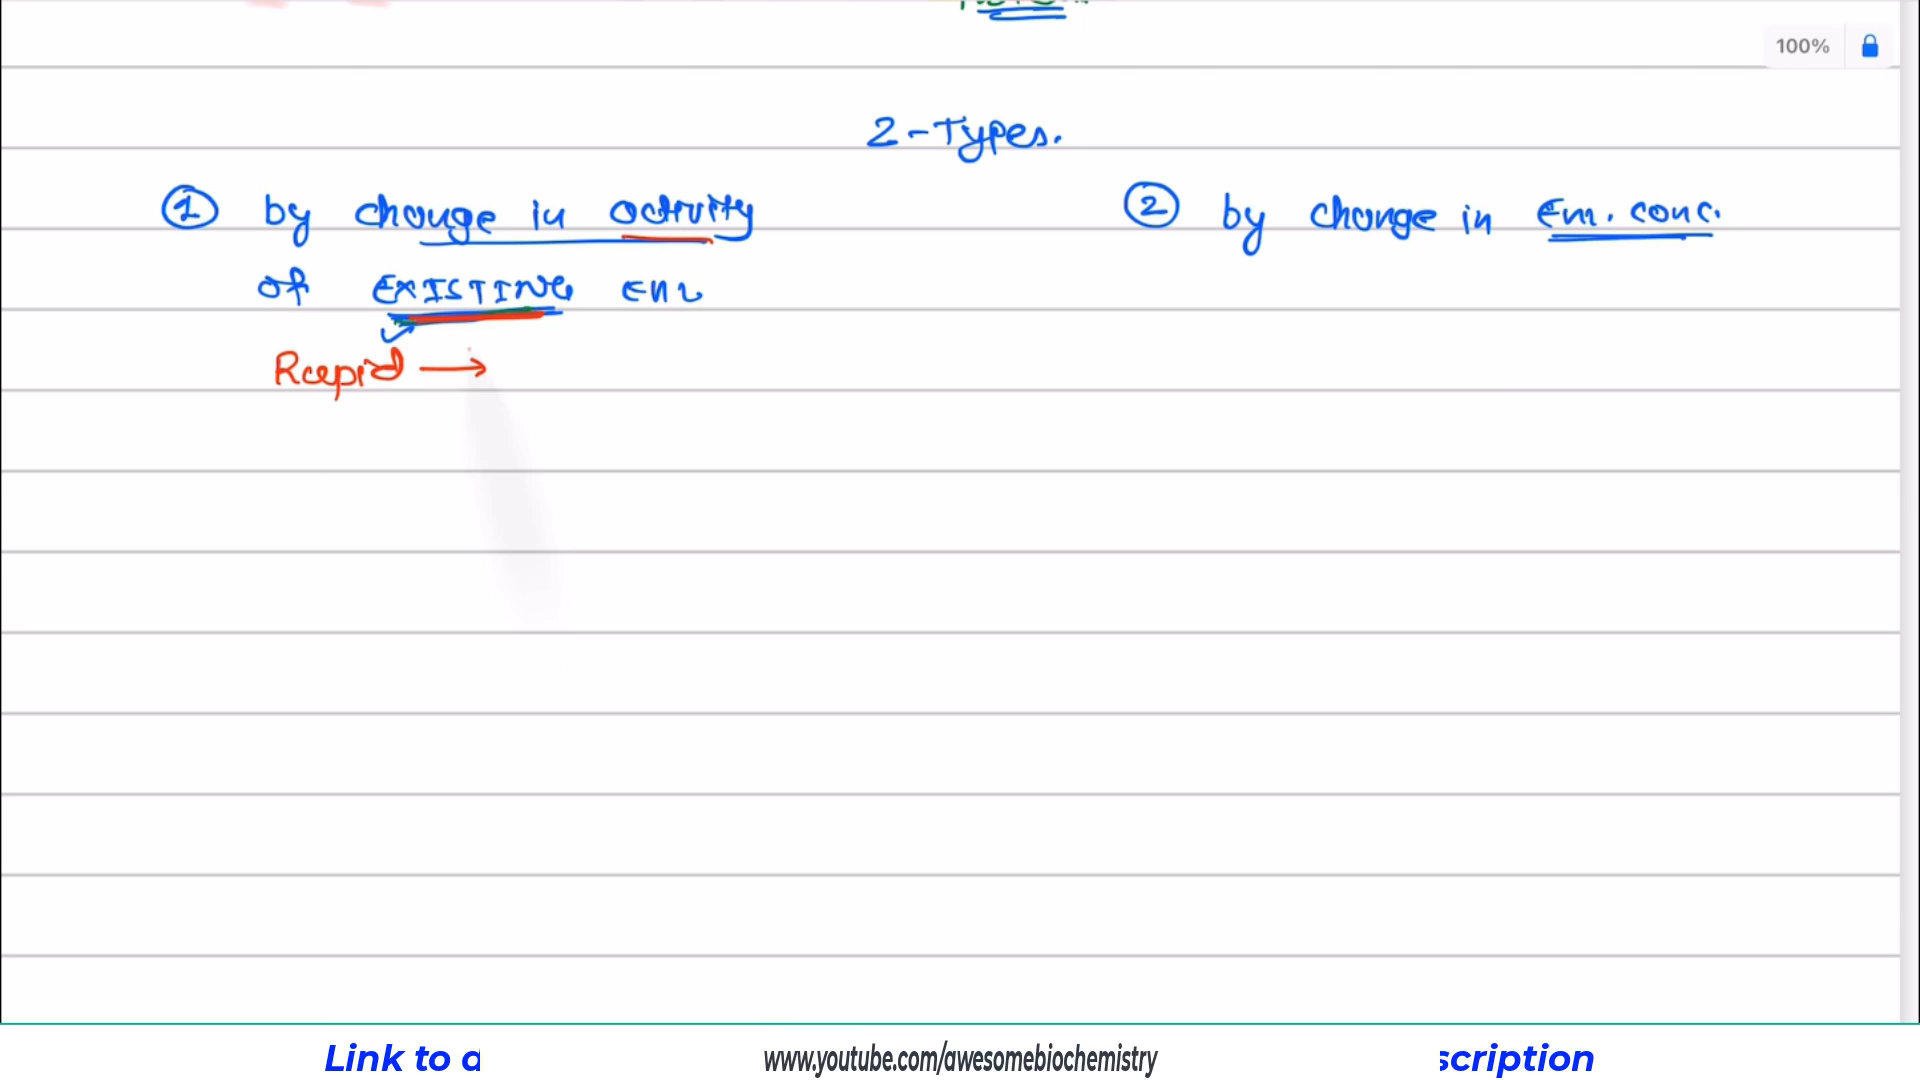 100%
2-Types.
① by change in activity
of EXISTING Enz
Rapid →
② by change in Enz. conc.
Link to a
www.youtube.com/awesomebiochemistry
scription